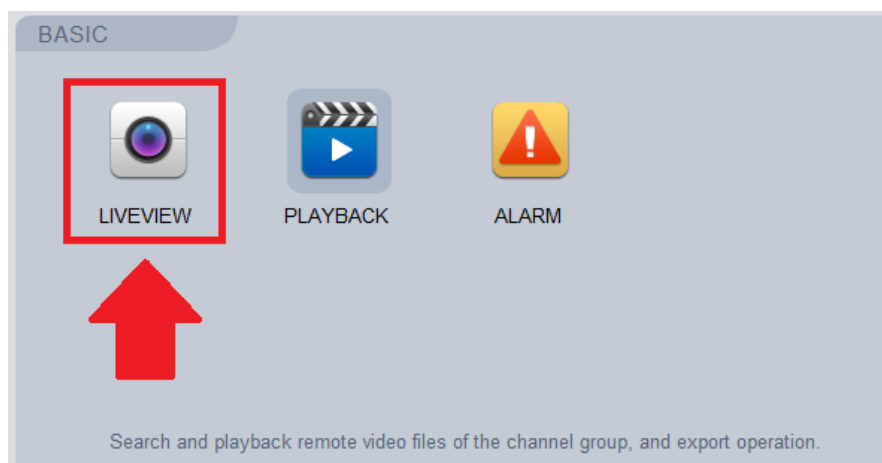 BASIC
LIVEVIEW
PLAYBACK
ALARM
Search and playback remote video files of the channel group, and export operation.